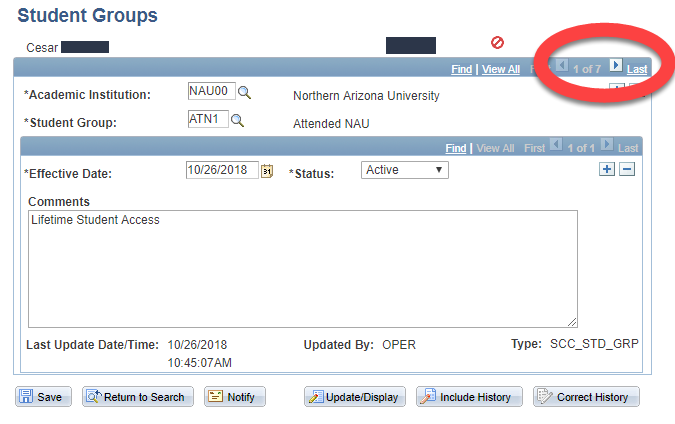 Student Groups
Cesar
Find | View All First 1 of 7 Last
*Academic Institution: NAU00 Northern Arizona University
*Student Group: ATN1 Attended NAU
Find | View All First 1 of 1 Last
*Effective Date: 10/26/2018 31 *Status: Active
Comments
Lifetime Student Access
Last Update Date/Time: 10/26/2018 Updated By: OPER Type: SCC_STD_GRP
10:45:07AM
Save Return to Search Notify Update/Display Include History Correct History